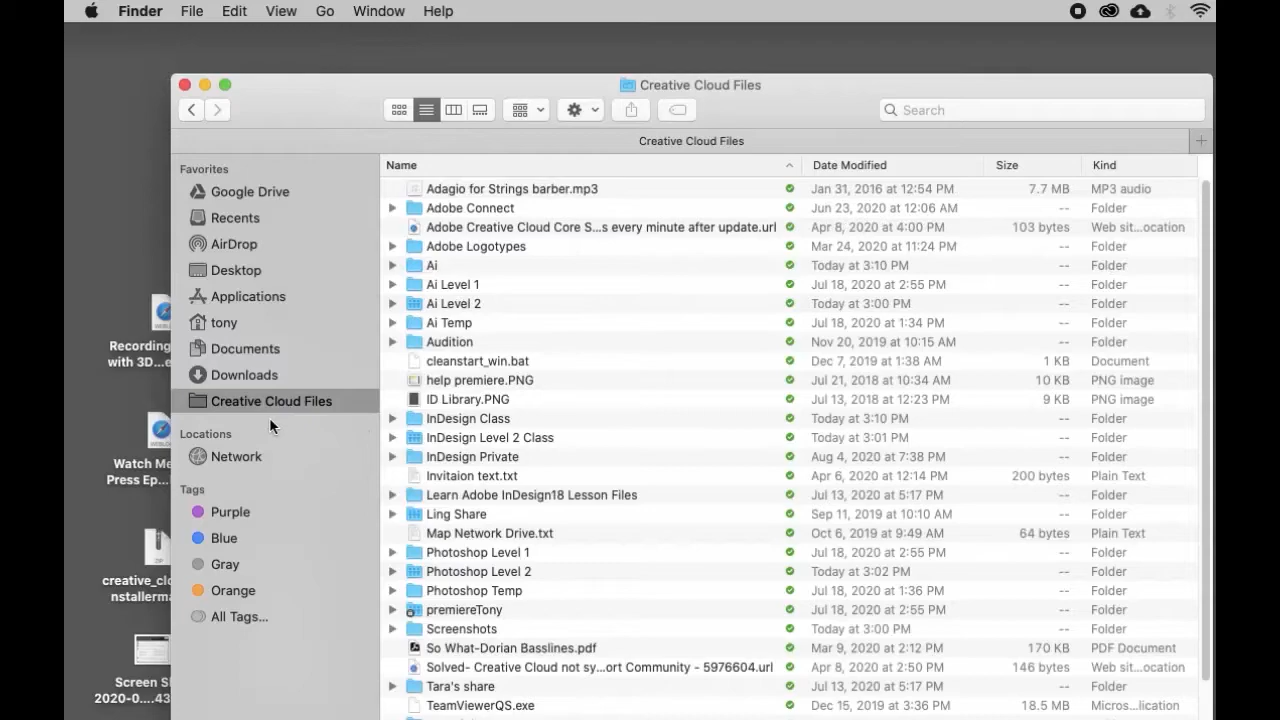 Finder File Edit View Go Window Help
Creative Cloud Files
Search
Creative Cloud Files
Favorites
Google Drive
Recents
AirDrop
Desktop
Applications
tony
Documents
Downloads
Creative Cloud Files
Locations
Network
Tags
Purple
Blue
Gray
Orange
All Tags...
Name Date Modified Size Kind
Adagio for Strings barber.mp3 Jan 31, 2016 at 12:54 PM 7.7 MB MP3 audio
Adobe Connect Jun 23, 2020 at 12:06 AM -- Folder
Adobe Creative Cloud Core S...s every minute after update.url Apr 8, 2020 at 4:00 PM 103 bytes Web sit...ocation
Adobe Logotypes Mar 24, 2020 at 11:24 PM -- Folder
Ai Today at 3:10 PM -- Folder
Ai Level 1 Jul 18, 2020 at 2:55 PM -- Folder
Ai Level 2 Today at 3:00 PM -- Folder
Ai Temp Jul 18, 2020 at 1:34 PM -- Folder
Audition Nov 20, 2019 at 10:15 AM -- Folder
cleanstart_win.bat Dec 7, 2019 at 1:38 AM 1 KB Document
help premiere.PNG Jul 21, 2018 at 10:34 AM 10 KB PNG image
ID Library.PNG Jul 13, 2018 at 12:23 PM 9 KB PNG image
InDesign Class Today at 3:10 PM -- Folder
InDesign Level 2 Class Today at 3:01 PM -- Folder
InDesign Private Aug 4, 2020 at 7:38 PM -- Folder
Invitaion text.txt Apr 6, 2020 at 12:14 PM 200 bytes Plain Text
Learn Adobe InDesign18 Lesson Files Jul 13, 2020 at 5:17 PM -- Folder
Ling Share Sep 11, 2019 at 10:10 AM -- Folder
Map Network Drive.txt Oct 6, 2019 at 9:49 AM 64 bytes Plain Text
Photoshop Level 1 Jul 18, 2020 at 2:55 PM -- Folder
Photoshop Level 2 Today at 3:02 PM -- Folder
Photoshop Temp Jul 18, 2020 at 1:36 PM -- Folder
premiereTony Jul 18, 2020 at 2:55 PM -- Folder
Screenshots Today at 3:00 PM -- Folder
So What-Dorian Basslines.pdf Mar 9, 2020 at 2:12 PM 170 KB PDF Document
Solved- Creative Cloud not sy...ort Community - 5976604.url Apr 8, 2020 at 2:50 PM 146 bytes Web sit...ocation
Tara's share Jul 13, 2020 at 5:17 PM -- Folder
TeamViewerQS.exe Dec 15, 2019 at 3:36 PM 18.5 MB Micros...lication
Recording
with 3D...e
Watch Me
Press Ep...
creative_clo
nstallerma
Screen Sh
2020-0...43